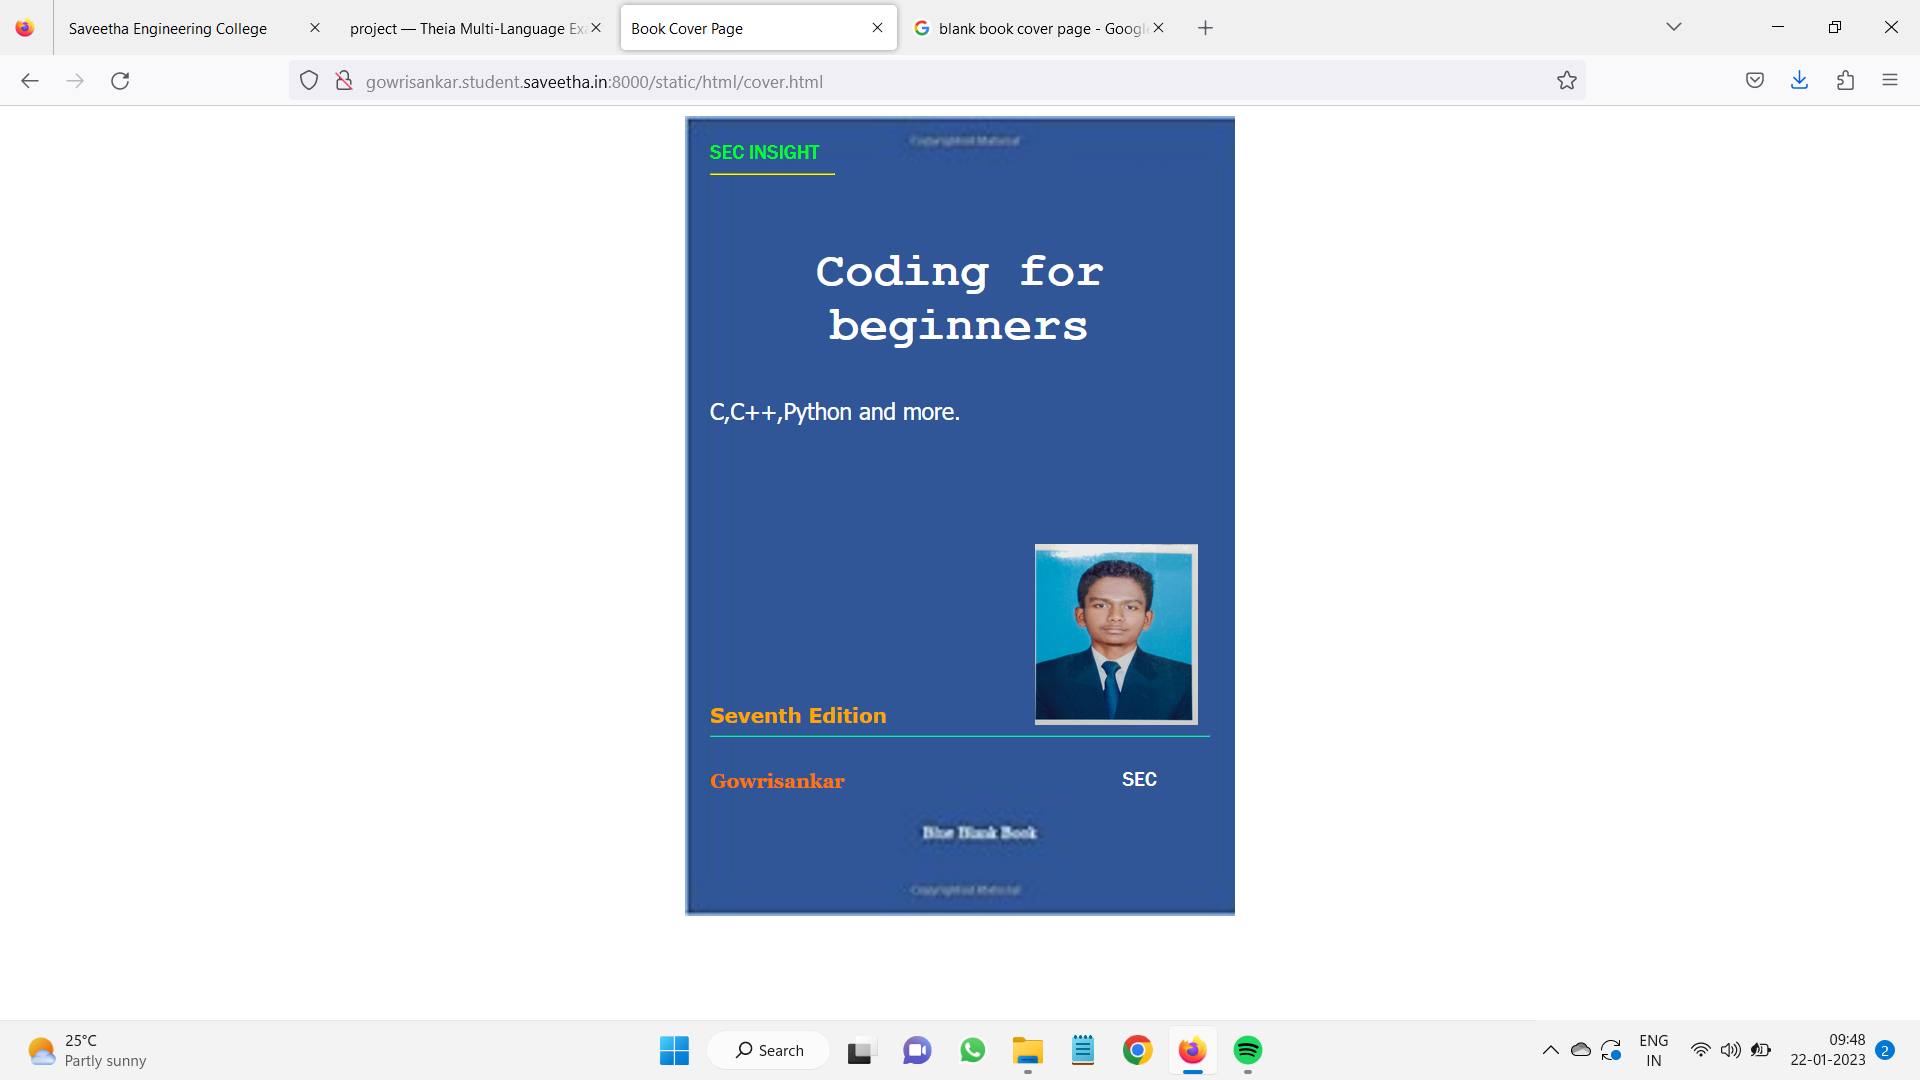 Saveetha Engineering College
project — Theia Multi-Language Exa
Book Cover Page
blank book cover page - Googl
gowrisankar.student.saveetha.in:8000/static/html/cover.html
Copyrighted Material
SEC INSIGHT
Coding for
beginners
C,C++,Python and more.
Seventh Edition
Gowrisankar
SEC
Blue Blank Book
Copyrighted Material
25°C
Partly sunny
Search
ENG
IN
09:48
22-01-2023
2